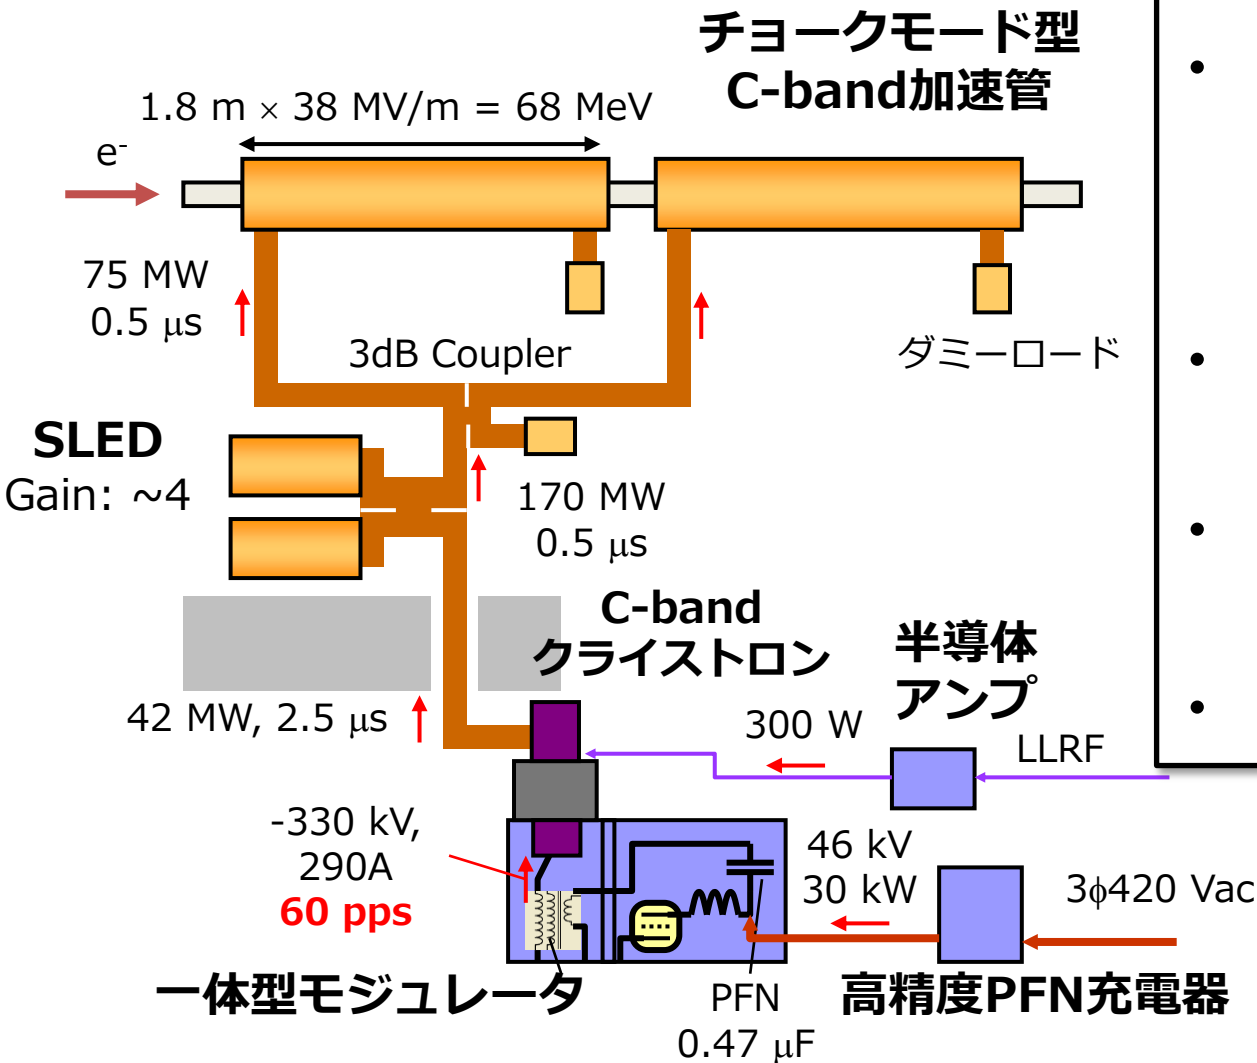 チョークモード型
C-band加速管
1.8 m × 38 MV/m = 68 MeV
e-
75 MW
0.5 μs
3dB Coupler
ダミーロード
SLED
Gain: ~4
170 MW
0.5 μs
C-band
クライストロン
半導体
アンプ
42 MW, 2.5 μs
300 W
LLRF
-330 kV,
290A
60 pps
46 kV
30 kW
3ϕ420 Vac
一体型モジュレータ
PFN
0.47 μF
高精度PFN充電器